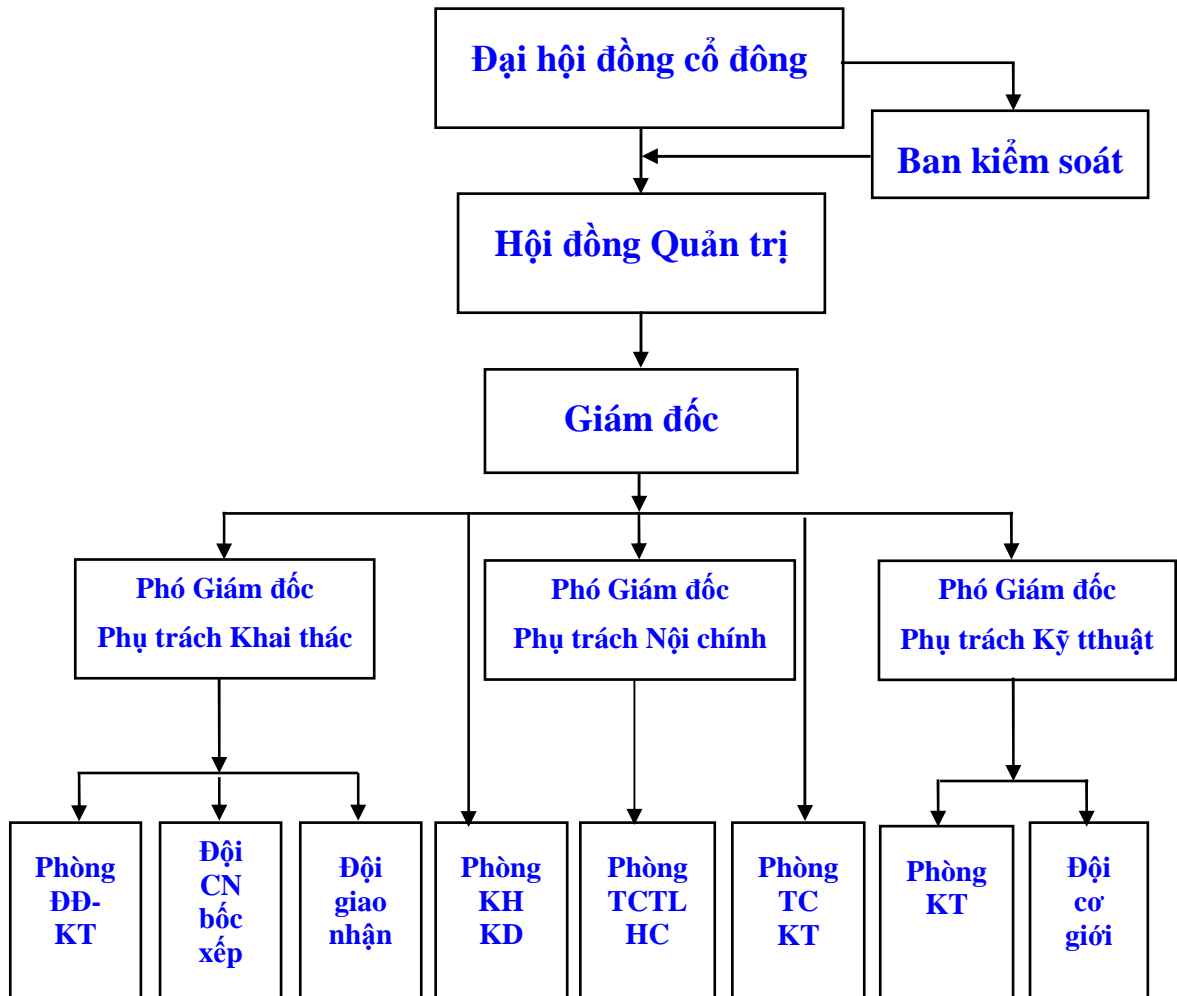 Đại hội đồng cổ đông
Ban kiểm soát
Hội đồng Quản trị
Giám đốc
Phó Giám đốc
Phụ trách Khai thác
Phó Giám đốc
Phụ trách Nội chính
Phó Giám đốc
Phụ trách Kỹ tthuật
Phòng
ĐĐ-
KT
Đội
CN
bốc
xếp
Đội
giao
nhận
Phòng
KH
KD
Phòng
TCTL
HC
Phòng
TC
KT
Phòng
KT
Đội
cơ
giới